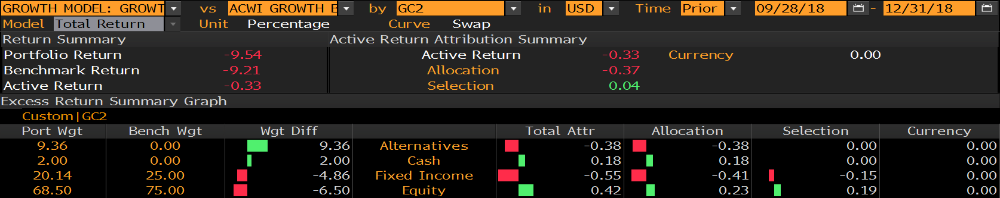 GROWTH MODEL: GROWT vs ACWI GROWTH B by GC2 in USD Time Prior 09/28/18 - 12/31/18
Model Total Return Unit Percentage Curve Swap
Return Summary Active Return Attribution Summary
Portfolio Return -9.54 Active Return -0.33 Currency 0.00
Benchmark Return -9.21 Allocation -0.37
Active Return -0.33 Selection 0.04
Excess Return Summary Graph
Custom|GC2
Port Wgt Bench Wgt Wgt Diff Total Attr Allocation Selection Currency
9.36 0.00 9.36 Alternatives -0.38 -0.38 0.00 0.00
2.00 0.00 2.00 Cash 0.18 0.18 0.00 0.00
20.14 25.00 -4.86 Fixed Income -0.55 -0.41 -0.15 0.00
68.50 75.00 -6.50 Equity 0.42 0.23 0.19 0.00